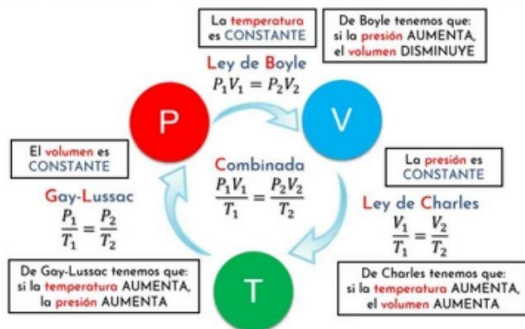 La temperatura
es CONSTANTE
De Boyle tenemos que:
si la presión AUMENTA,
el volumen DISMINUYE
Ley de Boyle
P₁V₁ = P₂V₂
P
V
El volumen es
CONSTANTE
Gay-Lussac
P₁/T₁ = P₂/T₂
Combinada
P₁V₁/T₁ = P₂V₂/T₂
La presión es
CONSTANTE
Ley de Charles
V₁/T₁ = V₂/T₂
De Gay-Lussac tenemos que:
si la temperatura AUMENTA,
la presión AUMENTA
T
De Charles tenemos que:
si la temperatura AUMENTA,
el volumen AUMENTA